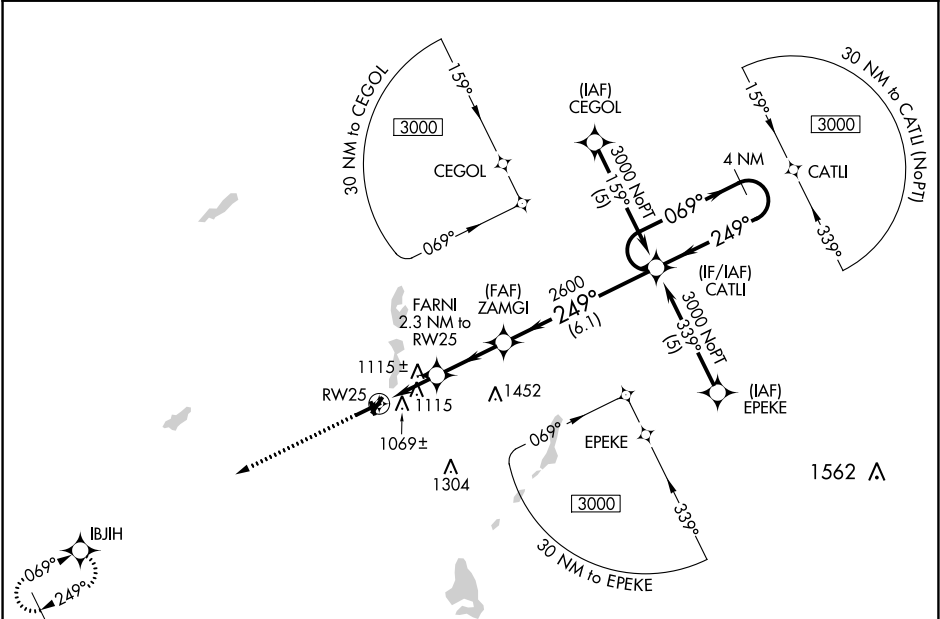 30 NM to CEGOL
159°
3000
CEGOL
069°
(IAF)
CEGOL
3000 NoPT
159°
(5)
4 NM
069°
249°
30 NM to CATLI (NoPT)
159°
3000
CATLI
339°
(IF/IAF)
CATLI
2600
249°
(6.1)
(FAF)
ZAMGI
FARNI
2.3 NM to
RW25
3000 NoPT
339°
(5)
(IAF)
EPEKE
1115±
RW25
1115
1452
1069±
1304
069°
EPEKE
3000
339°
30 NM to EPEKE
1562
IBJIH
069°
249°